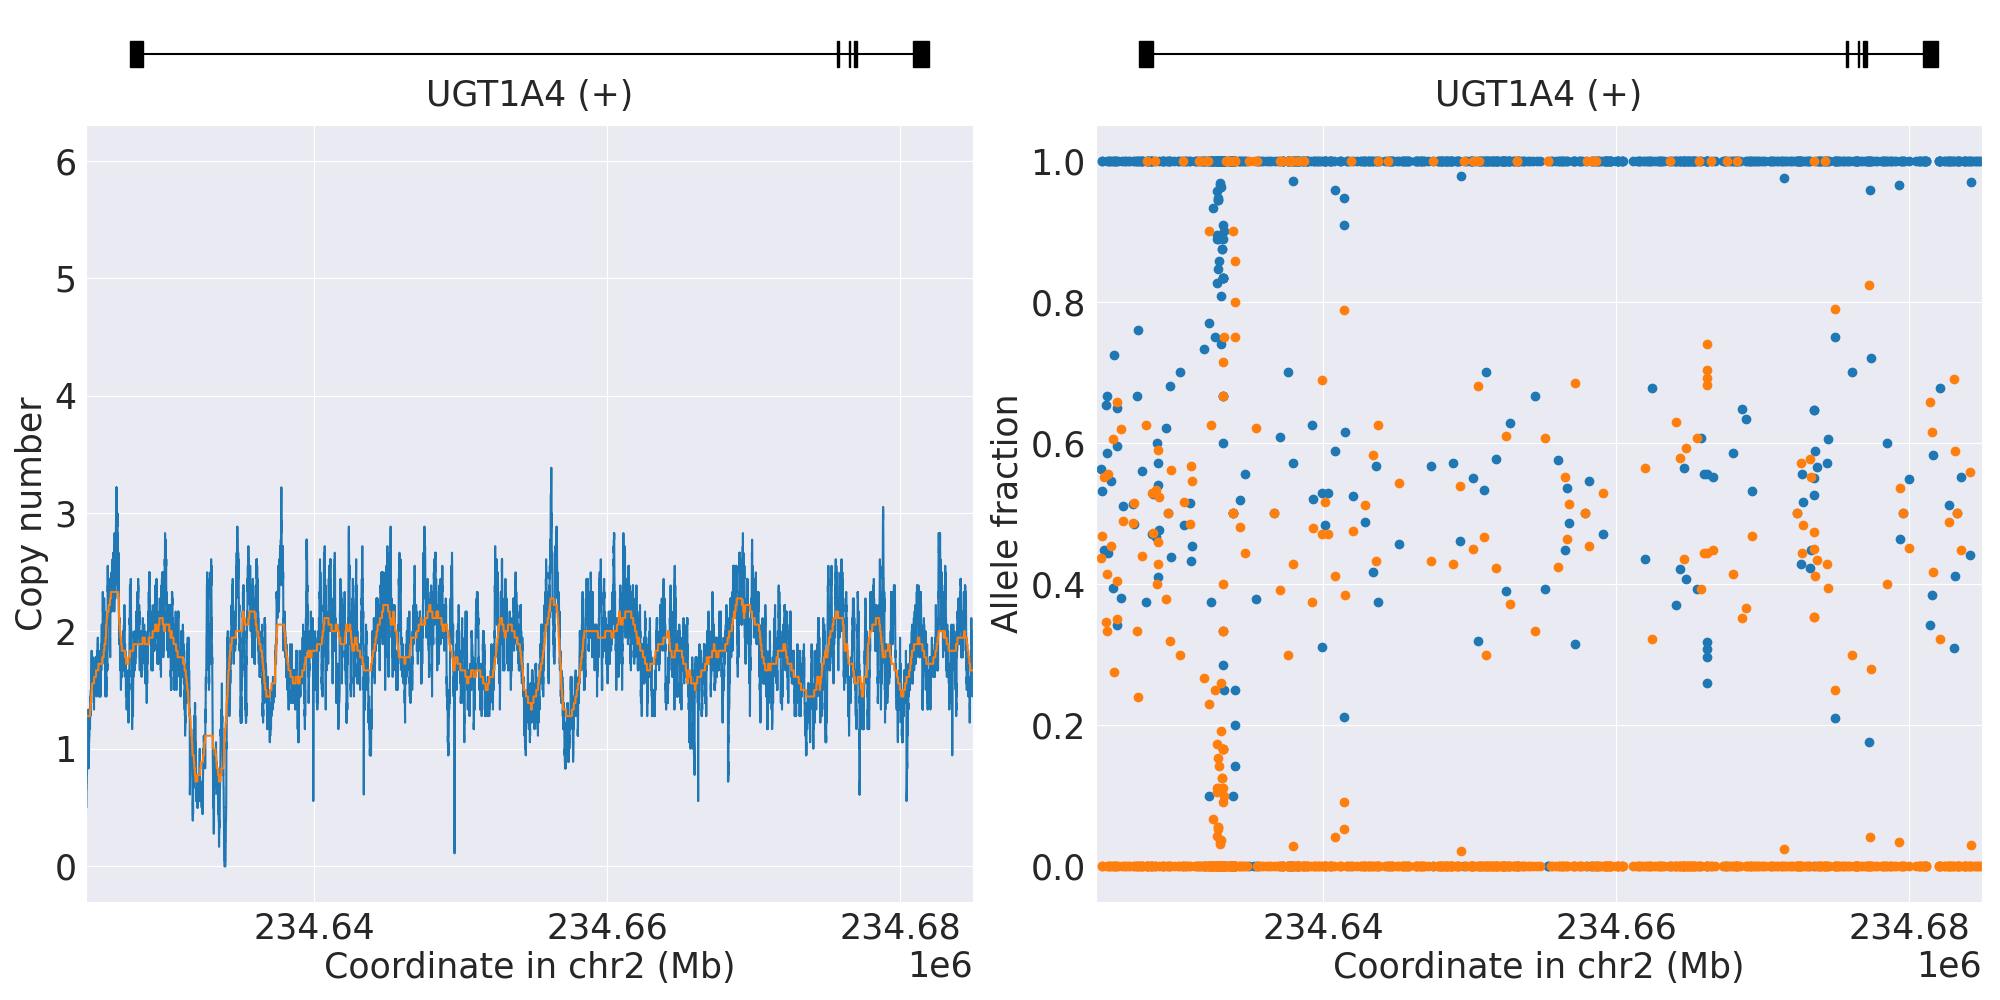 UGT1A4 (+)
6
5
4
3
2
1
0
Copy number
234.64 234.66 234.68
Coordinate in chr2 (Mb)
1e6
UGT1A4 (+)
1.0
0.8
0.6
0.4
0.2
0.0
Allele fraction
234.64 234.66 234.68
Coordinate in chr2 (Mb)
1e6